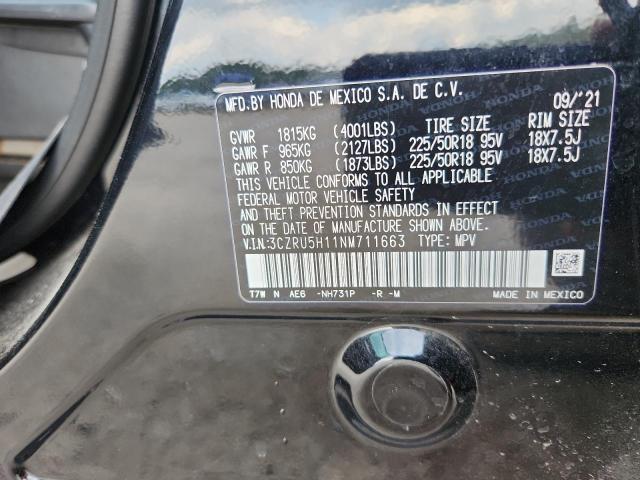 MFD. BY HONDA DE MEXICO S.A. DE C.V. 09/'21
GVWR 1815KG (4001LBS) TIRE SIZE RIM SIZE
GAWR F 965KG (2127LBS) 225/50R18 95V 18X7.5J
GAWR R 850KG (1873LBS) 225/50R18 95V 18X7.5J
THIS VEHICLE CONFORMS TO ALL APPLICABLE
FEDERAL MOTOR VEHICLE SAFETY
AND THEFT PREVENTION STANDARDS IN EFFECT
ON THE DATE OF MANUFACTURE SHOWN ABOVE.
V.I.N:3CZRU5H11NM711663 TYPE: MPV
T7W N AE6 -NH731P -R -M MADE IN MEXICO